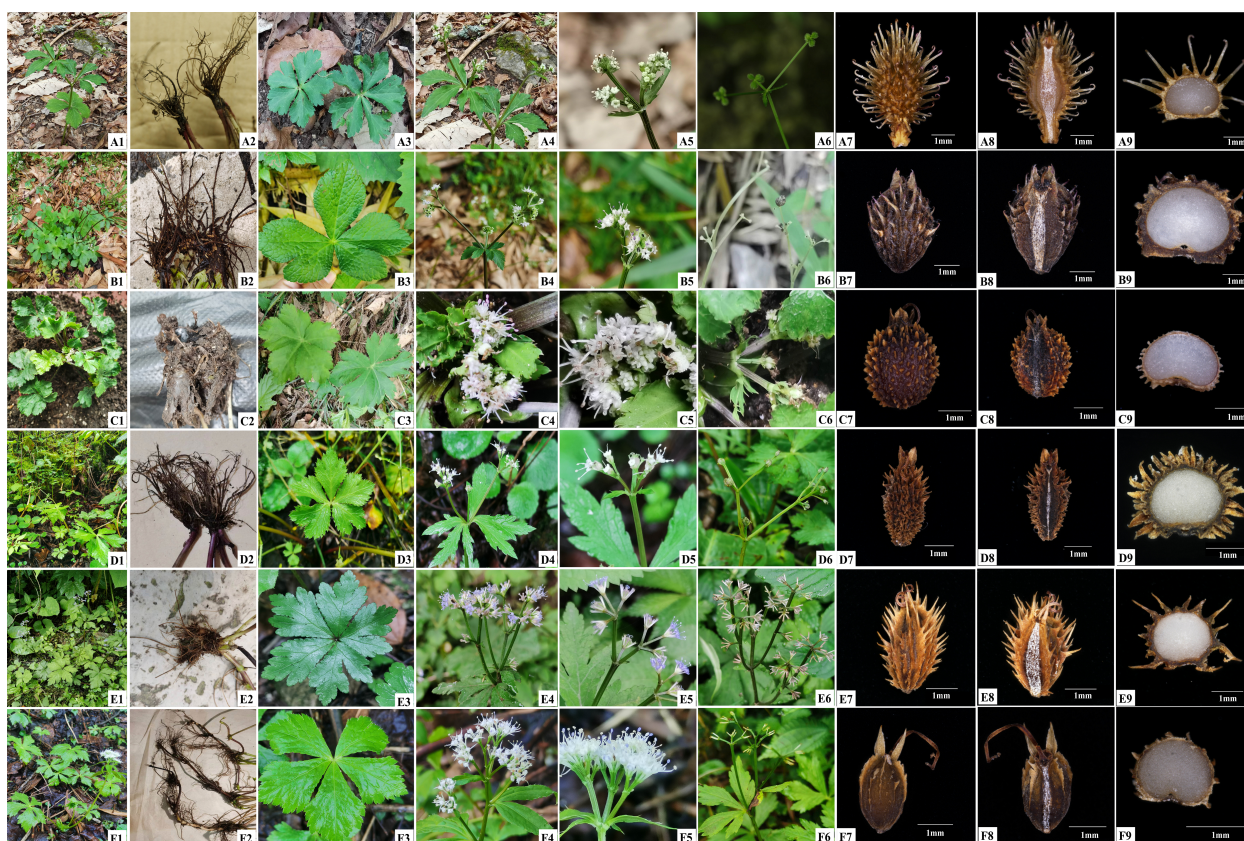 A1 A2 A3 A4 A5 A6 A7 1mm A8 1mm A9 1mm
B1 B2 B3 B4 B5 B6 B7 1mm B8 1mm B9 1mm
C1 C2 C3 C4 C5 C6 C7 1mm C8 1mm C9 1mm
D1 D2 D3 D4 D5 D6 D7 1mm D8 1mm D9 1mm
E1 E2 E3 E4 E5 E6 E7 1mm E8 1mm E9 1mm
F1 F2 F3 F4 F5 F6 F7 1mm F8 1mm F9 1mm